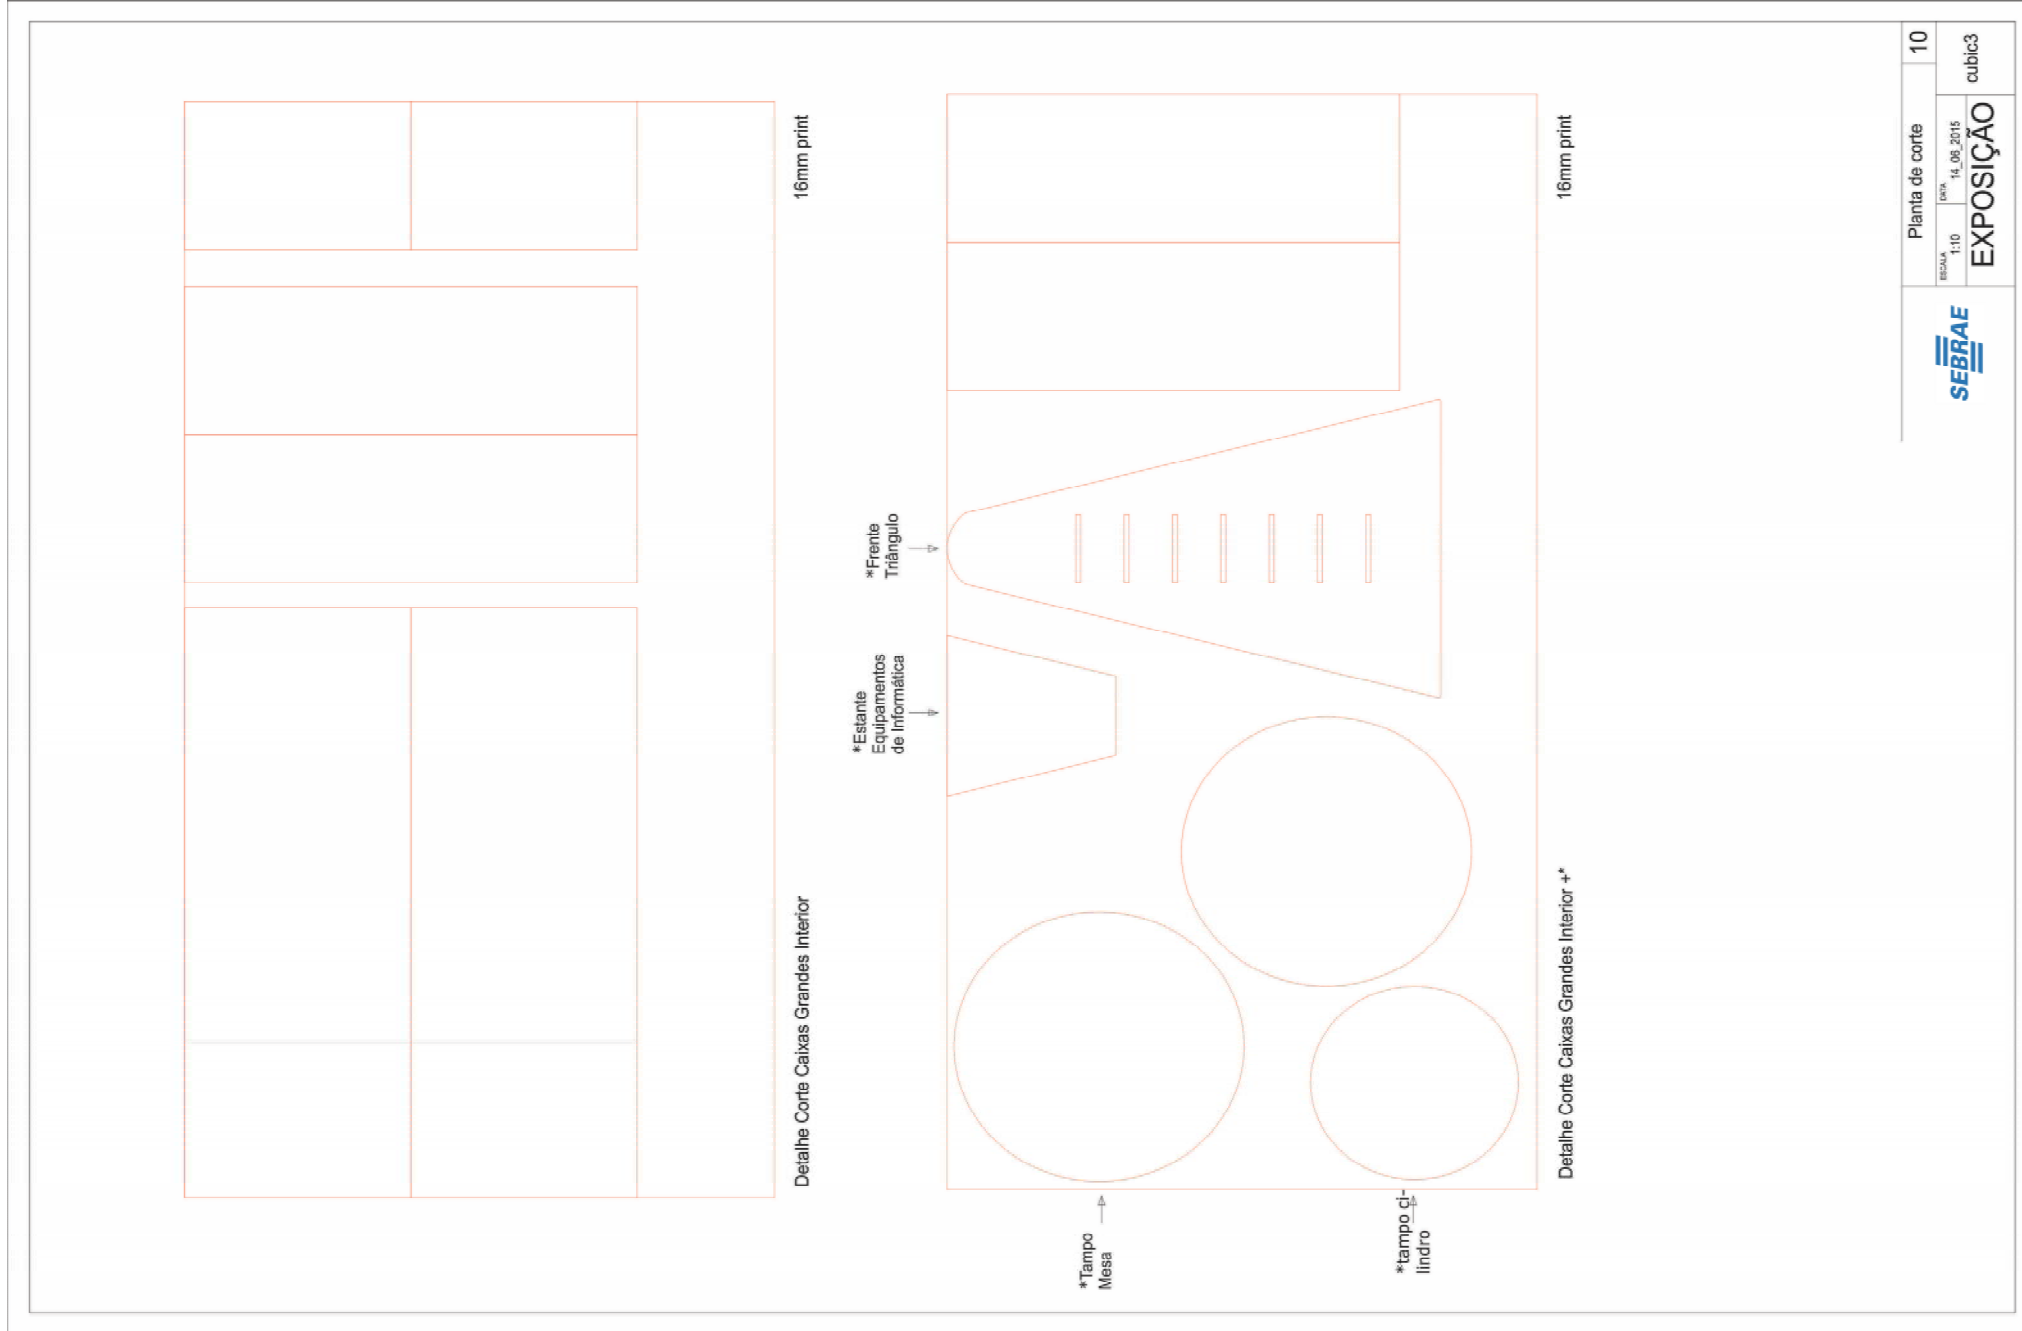 Detalhe Corte Caixas Grandes Interior
16mm print
*Tampo
Mesa
*tampo ci-
lindro
*Estante
Equipamentos
de Informática
*Frente
Triângulo
Detalhe Corte Caixas Grandes Interior +*
16mm print
SEBRAE
Planta de corte
10
ESCALA
1:10
DATA
14_06_2015
EXPOSIÇÃO
cubic3